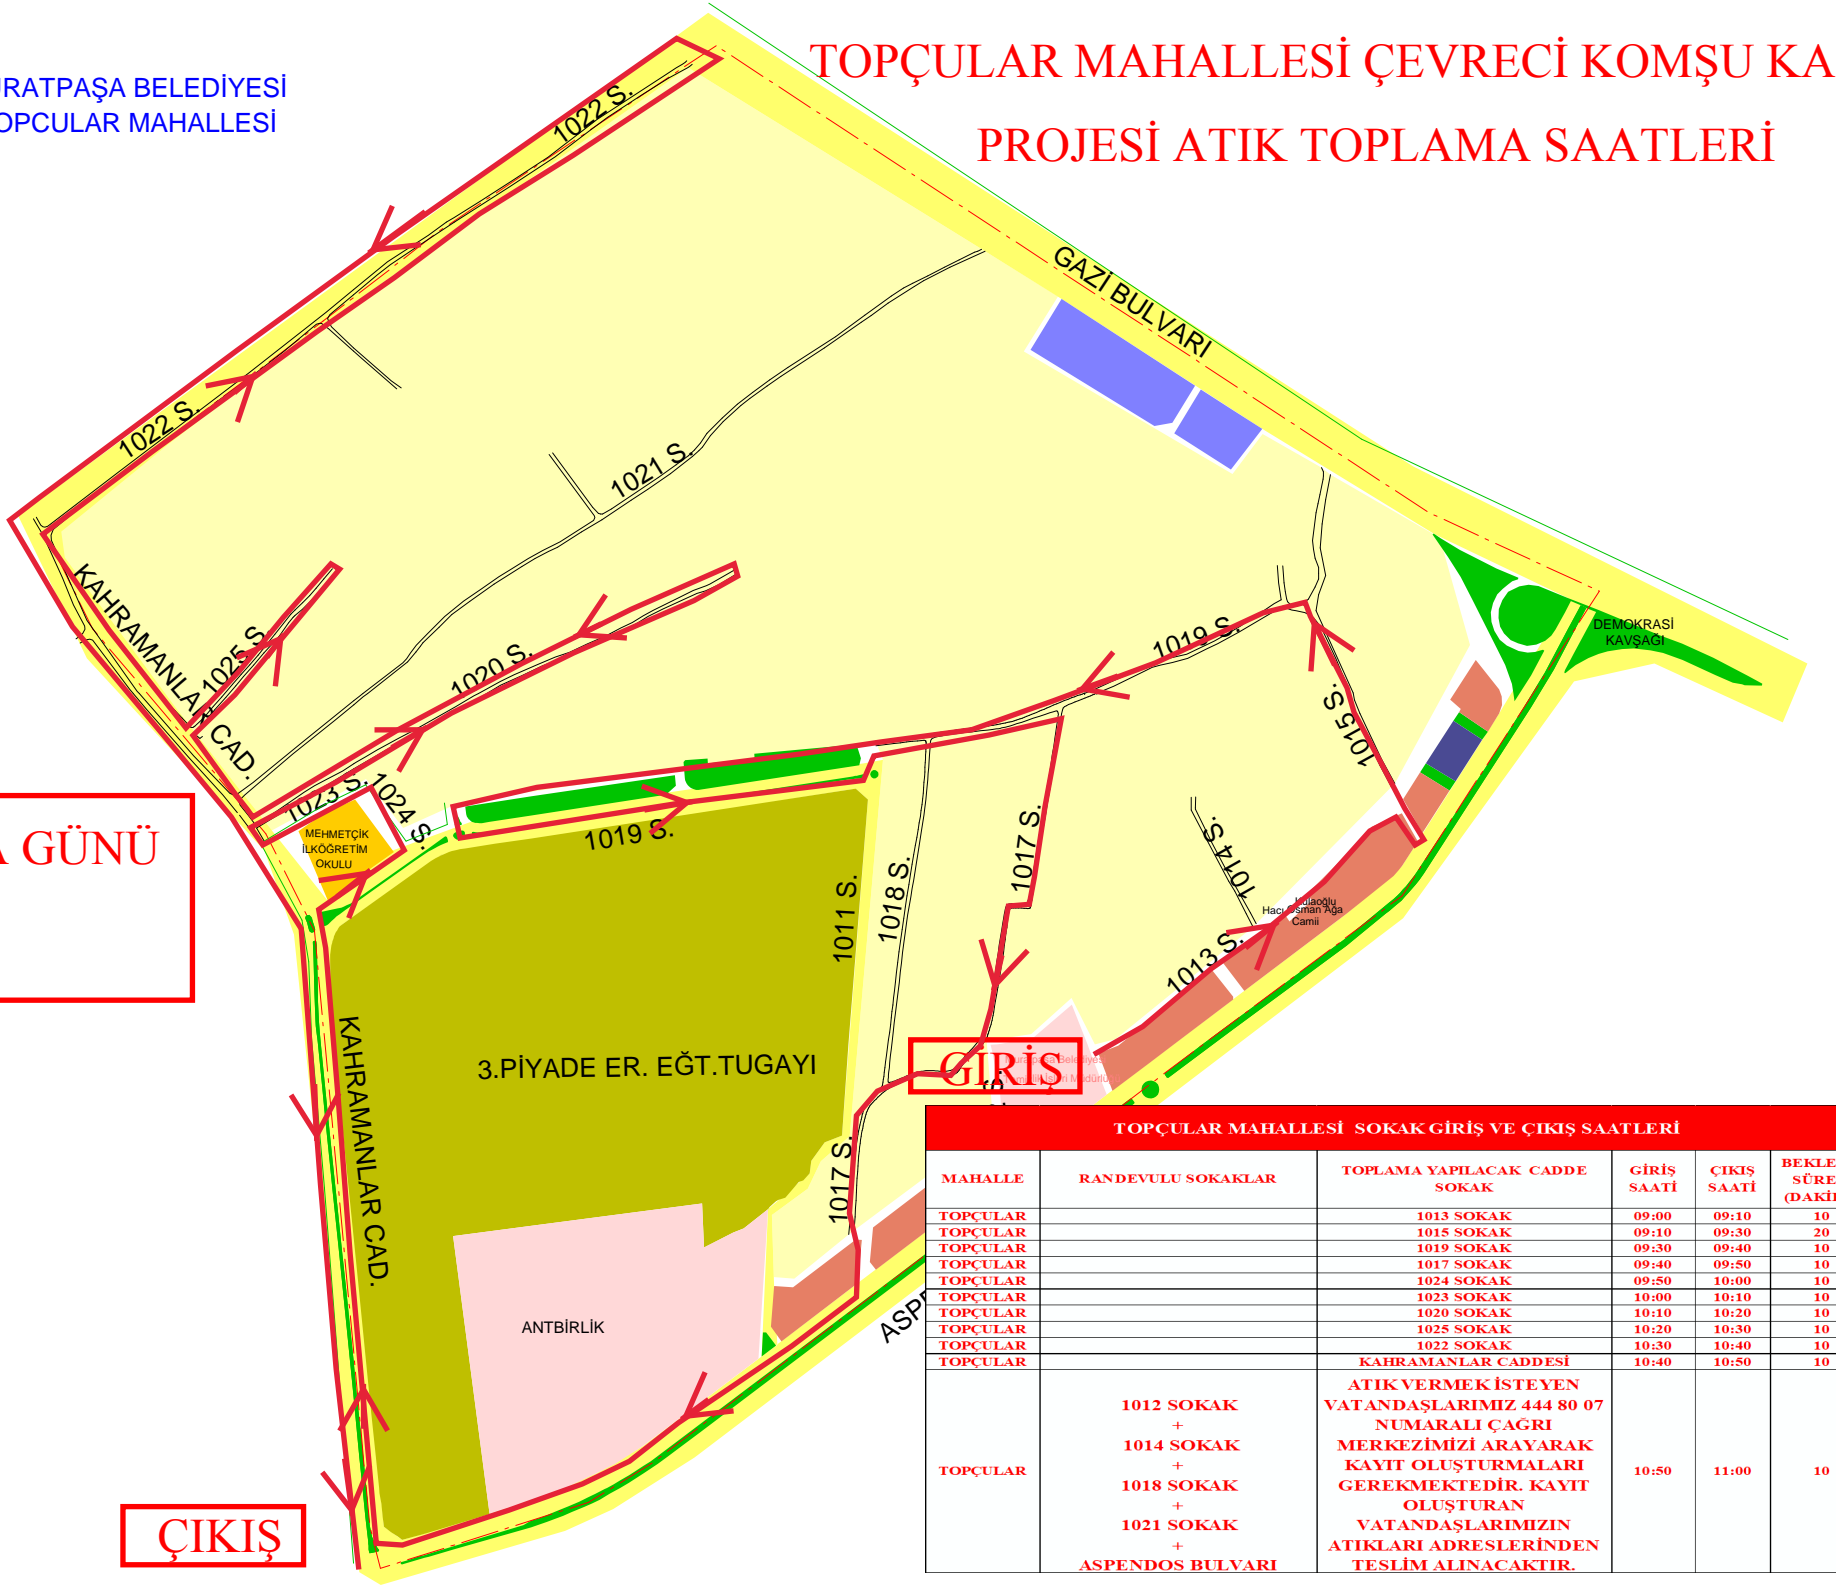 TOPÇULAR MAHALLESİ ÇEVRECİ KOMŞU KA
PROJESİ ATIK TOPLAMA SAATLERİ
URATPAŞA BELEDİYESİ
OPCULAR MAHALLESİ
1022 S.
GAZİ BULVARI
1022 S.
1021 S.
KAHRAMANLAR CAD.
1025 S.
1020 S.
1019 S.
DEMOKRASİ
KAVŞAĞI
1015 S.
1023 S.
1024 S.
MEHMETÇİK
İLKÖĞRETİM
OKULU
A GÜNÜ
1019 S.
1017 S.
1014 S.
1011 S.
1018 S.
Hacı Osman Ağa
Camii
1013 S.
KAHRAMANLAR CAD.
3.PİYADE ER. EĞT.TUGAYI
GİRİŞ
1017 S.
ANTBİRLİK
ASPE
ÇIKIŞ
TOPÇULAR MAHALLESİ SOKAK GİRİŞ VE ÇIKIŞ SAATLERİ
MAHALLE RANDEVULU SOKAKLAR TOPLAMA YAPILACAK CADDE SOKAK GİRİŞ SAATİ ÇIKIŞ SAATİ BEKLE SÜRE (DAKİ
TOPÇULAR 1013 SOKAK 09:00 09:10 10
TOPÇULAR 1015 SOKAK 09:10 09:30 20
TOPÇULAR 1019 SOKAK 09:30 09:40 10
TOPÇULAR 1017 SOKAK 09:40 09:50 10
TOPÇULAR 1024 SOKAK 09:50 10:00 10
TOPÇULAR 1023 SOKAK 10:00 10:10 10
TOPÇULAR 1020 SOKAK 10:10 10:20 10
TOPÇULAR 1025 SOKAK 10:20 10:30 10
TOPÇULAR 1022 SOKAK 10:30 10:40 10
TOPÇULAR KAHRAMANLAR CADDESİ 10:40 10:50 10
ATIK VERMEK İSTEYEN
1012 SOKAK VATANDAŞLARIMIZ 444 80 07
+ NUMARALI ÇAĞRI
1014 SOKAK MERKEZİMİZİ ARAYARAK
TOPÇULAR + KAYIT OLUŞTURMALARI 10:50 11:00 10
1018 SOKAK GEREKMEKTEDİR. KAYIT
+ OLUŞTURAN
1021 SOKAK VATANDAŞLARIMIZIN
+ ATIKLARI ADRESLERİNDEN
ASPENDOS BULVARI TESLİM ALINACAKTIR.